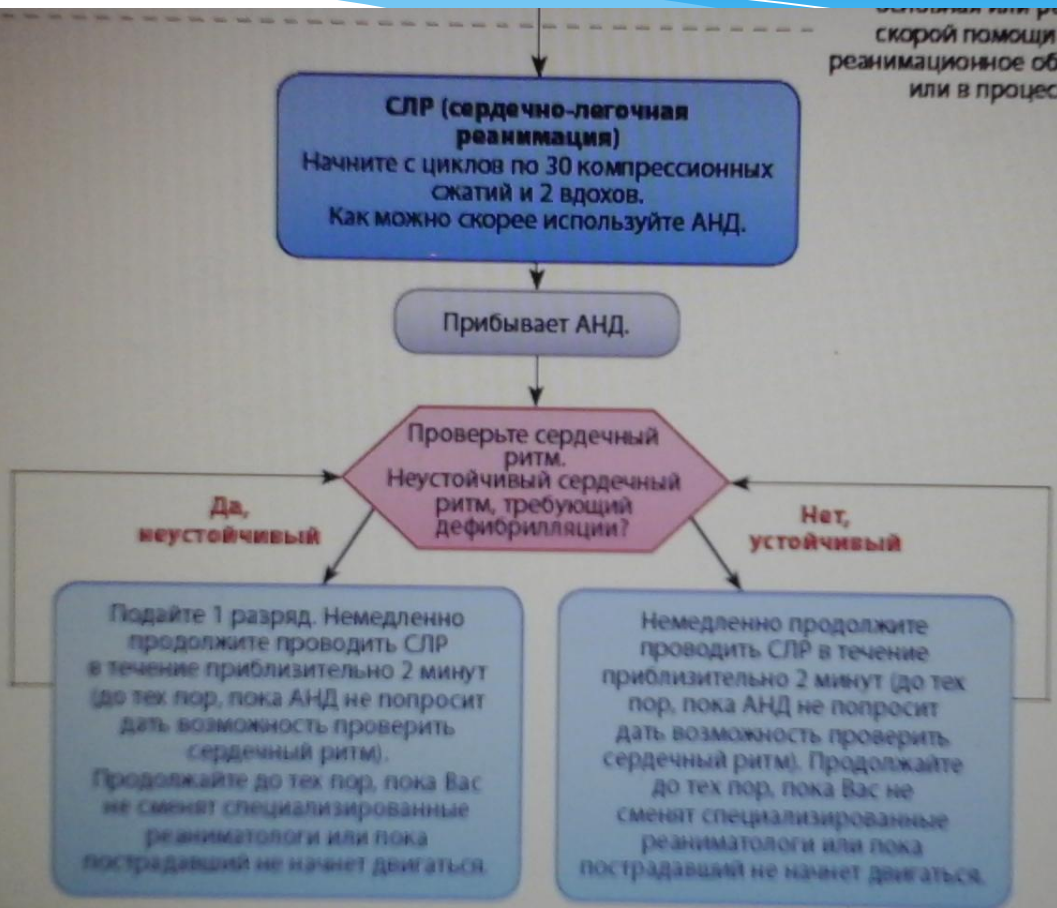 скорой помощи
реанимационное об
или в процес
СЛР (сердечно-легочная
реанимация)
Начните с циклов по 30 компрессионных
сжатий и 2 вдохов.
Как можно скорее используйте АНД.
Прибывает АНД.
Проверьте сердечный
ритм.
Неустойчивый сердечный
ритм, требующий
дефибрилляции?
Да,
неустойчивый
Нет,
устойчивый
Подайте 1 разряд. Немедленно
продолжите проводить СЛР
в течение приблизительно 2 минут
(до тех пор, пока АНД не попросит
дать возможность проверить
сердечный ритм).
Продолжайте до тех пор, пока Вас
не сменят специализированные
реаниматологи или пока
пострадавший не начнет двигаться.
Немедленно продолжите
проводить СЛР в течение
приблизительно 2 минут (до тех
пор, пока АНД не попросит
дать возможность проверить
сердечный ритм). Продолжайте
до тех пор, пока Вас не
сменят специализированные
реаниматологи или пока
пострадавший не начнет двигаться.